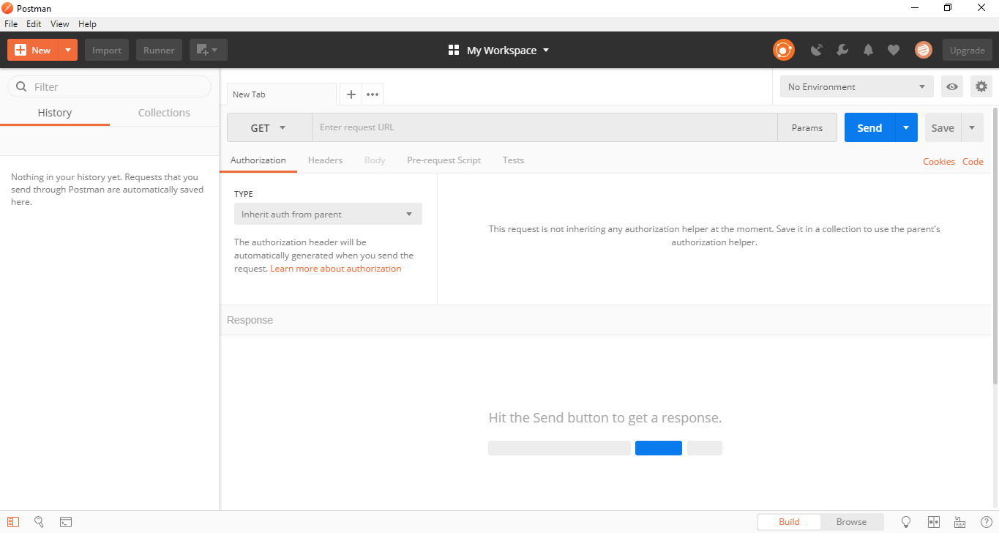 Postman
File Edit View Help
New Import Runner My Workspace Upgrade
Filter
History Collections
Nothing in your history yet. Requests that you
send through Postman are automatically saved
here.
New Tab
No Environment
GET Enter request URL Params Send Save
Authorization Headers Body Pre-request Script Tests Cookies Code
TYPE
Inherit auth from parent
The authorization header will be
automatically generated when you send the
request. Learn more about authorization
This request is not inheriting any authorization helper at the moment. Save it in a collection to use the parent's
authorization helper.
Response
Hit the Send button to get a response.
Build Browse